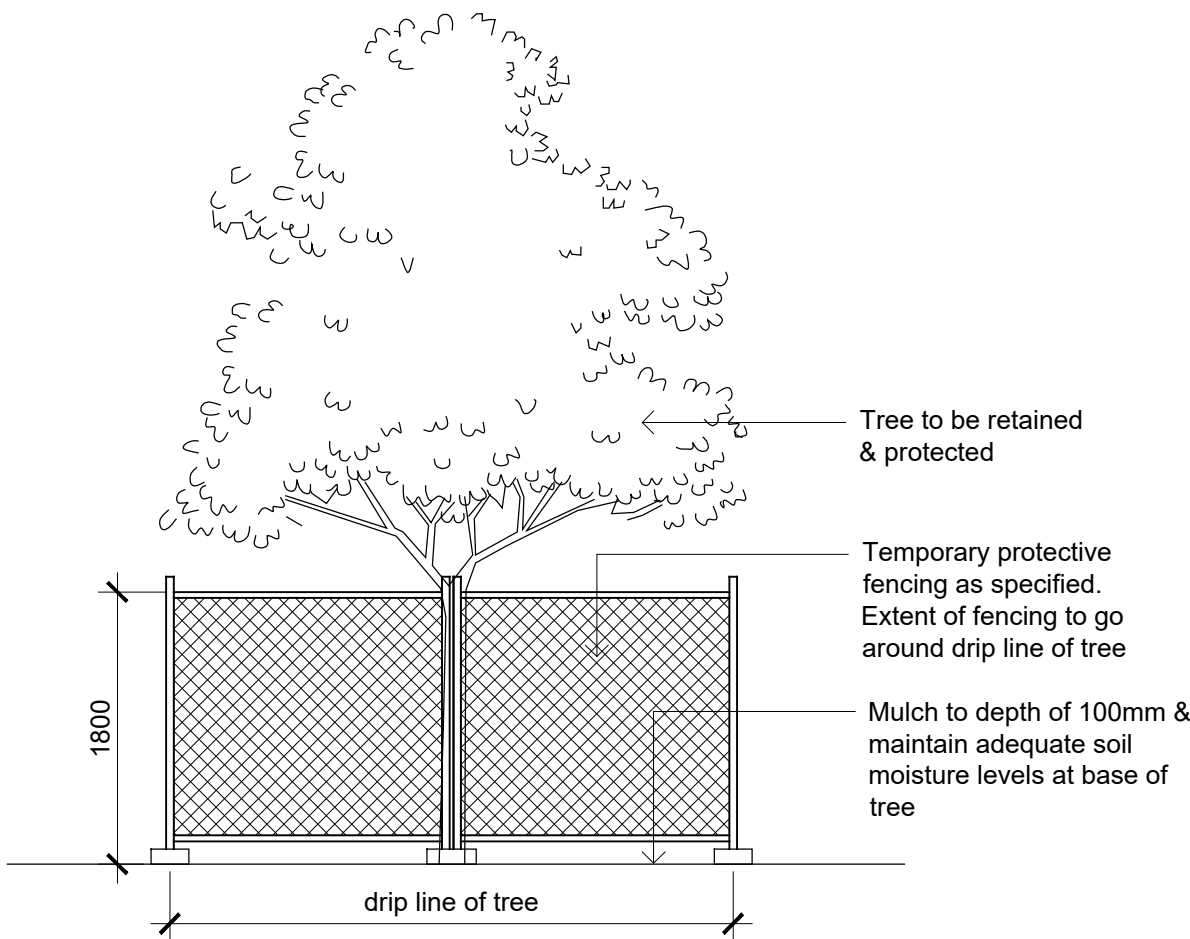 Tree to be retained
& protected
Temporary protective
fencing as specified.
Extent of fencing to go
around drip line of tree
1800
Mulch to depth of 100mm &
maintain adequate soil
moisture levels at base of
tree
drip line of tree